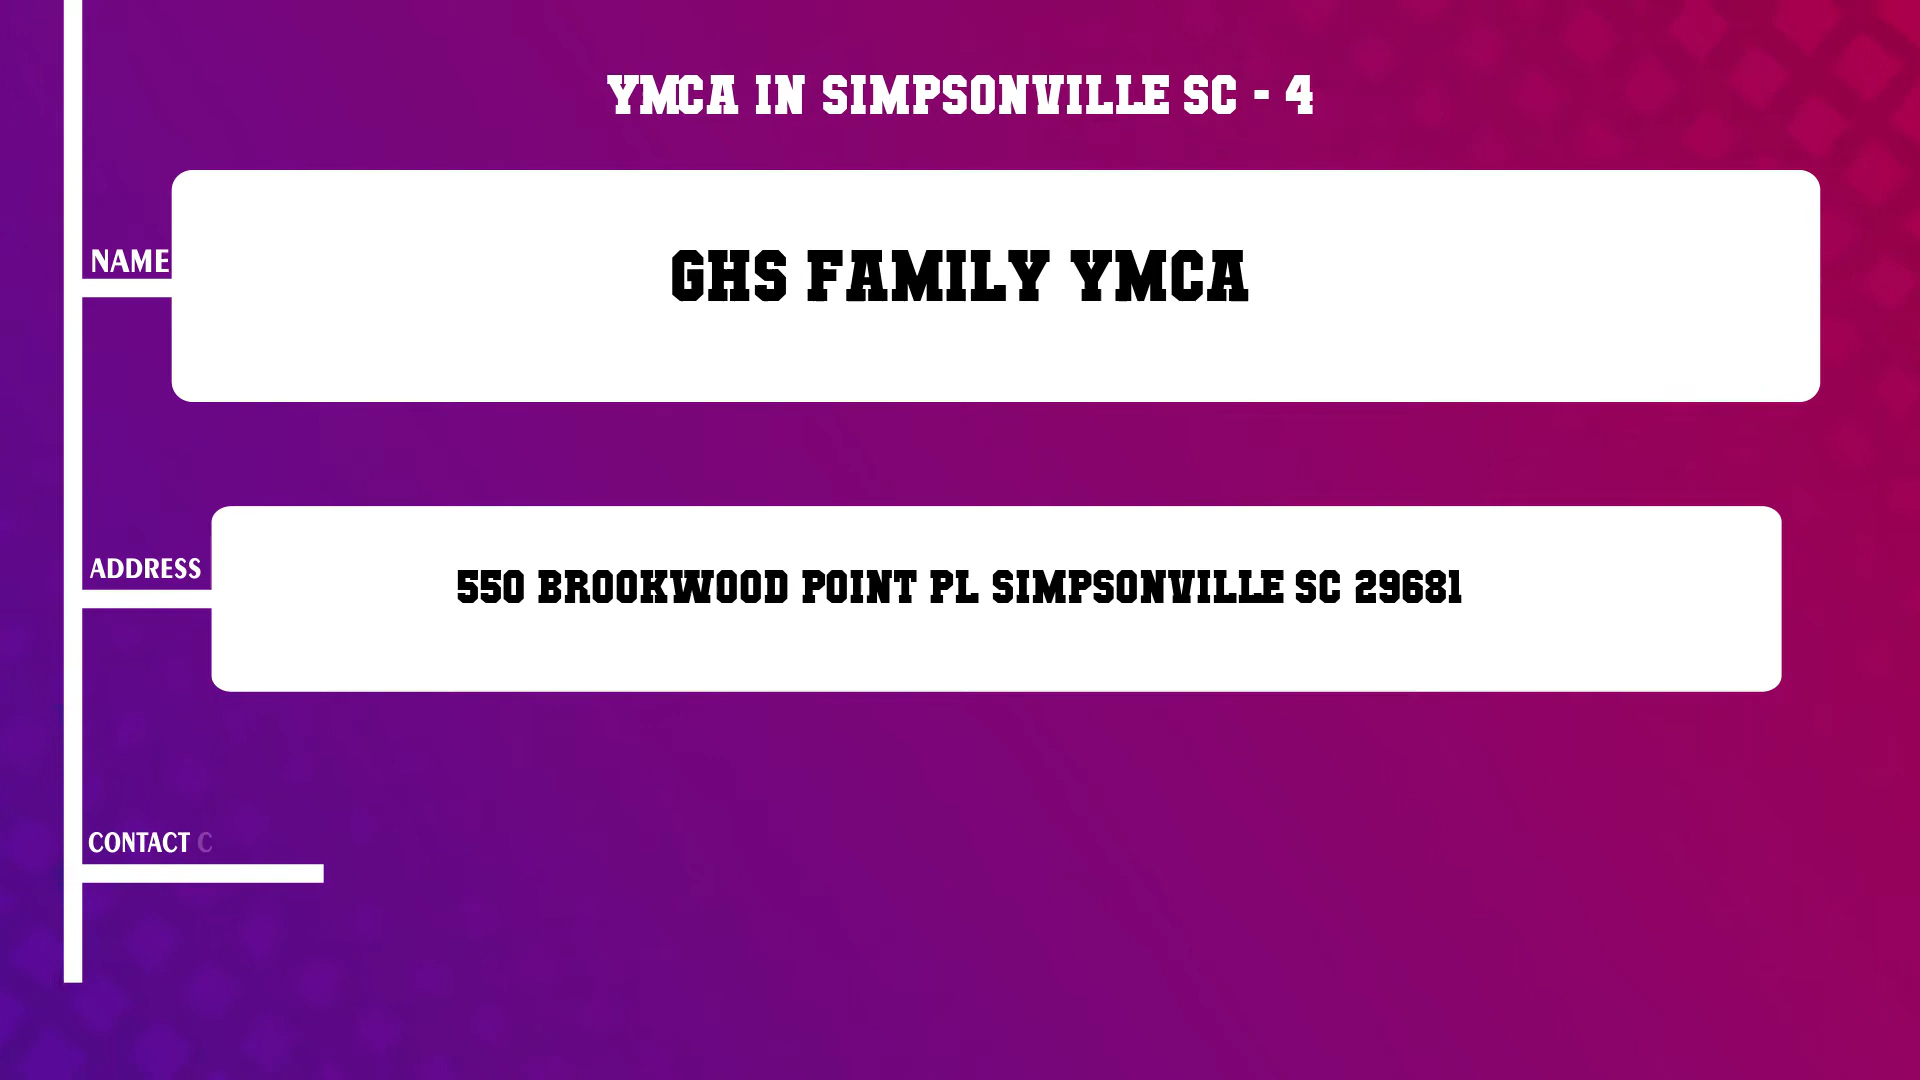 YMCA IN SIMPSONVILLE SC - 4
NAME
GHS FAMILY YMCA
ADDRESS
550 BROOKWOOD POINT PL SIMPSONVILLE SC 29681
CONTACT C